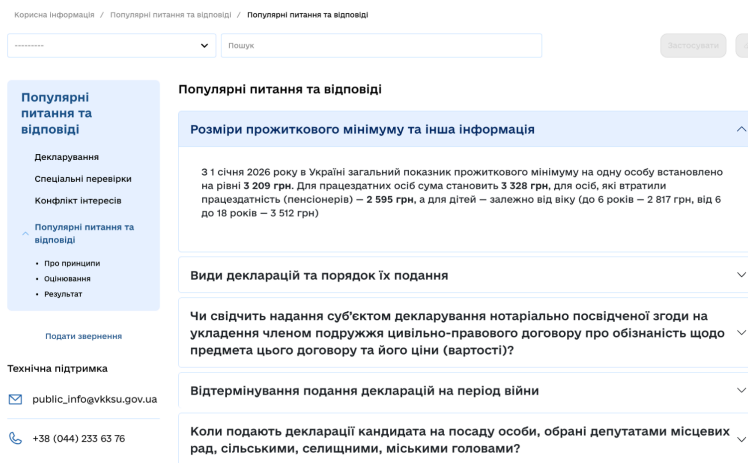 Корисна Інформація / Популярні питання та відповіді / Популярні питання та відповіді
---------
Пошук
Застосувати
Популярні
питання та
відповіді
Декларування
Спеціальні перевірки
Конфлікт інтересів
Популярні питання та
відповіді
Про принципи
Оцінювання
Результат
Подати звернення
Технічна підтримка
public_info@vkksu.gov.ua
+38 (044) 233 63 76
Популярні питання та відповіді
Розміри прожиткового мінімуму та інша інформація
З 1 січня 2026 року в Україні загальний показник прожиткового мінімуму на одну особу встановлено
на рівні 3 209 грн. Для працездатних осіб сума становить 3 328 грн, для осіб, які втратили
працездатність (пенсіонерів) — 2 595 грн, а для дітей — залежно від віку (до 6 років — 2 817 грн, від 6
до 18 років — 3 512 грн)
Види декларацій та порядок їх подання
Чи свідчить надання суб’єктом декларування нотаріально посвідченої згоди на
укладення членом подружжя цивільно-правового договору про обізнаність щодо
предмета цього договору та його ціни (вартості)?
Відтермінування подання декларацій на період війни
Коли подають декларації кандидата на посаду особи, обрані депутатами місцевих
рад, сільськими, селищними, міськими головами?